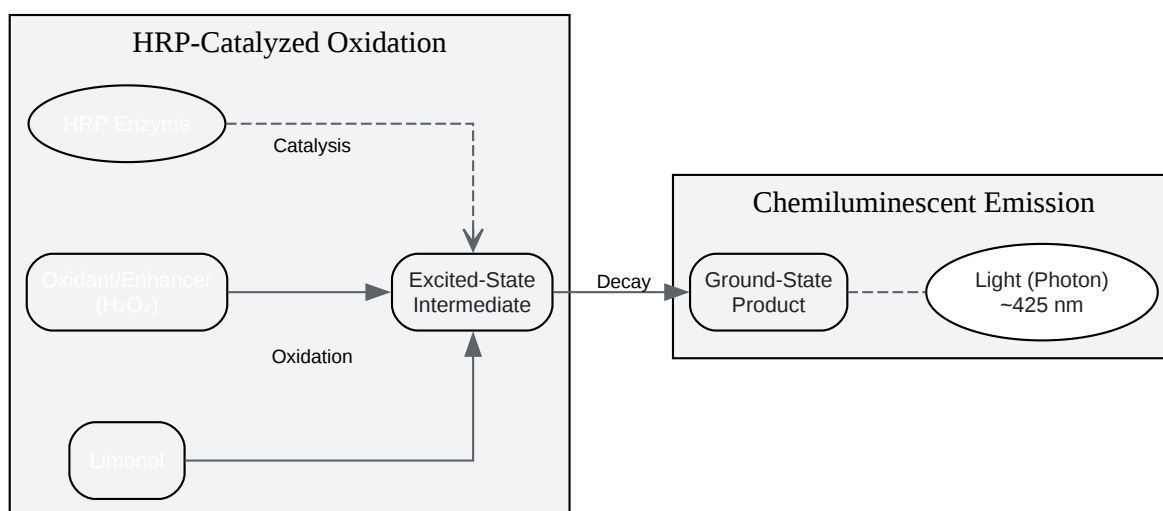 HRP-Catalyzed Oxidation
HRP Enzyme
Catalysis
Oxidant/Enhancer
(H₂O₂)
Excited-State
Intermediate
Oxidation
Limonol
Decay
Chemiluminescent Emission
Ground-State
Product
Light (Photon)
~425 nm